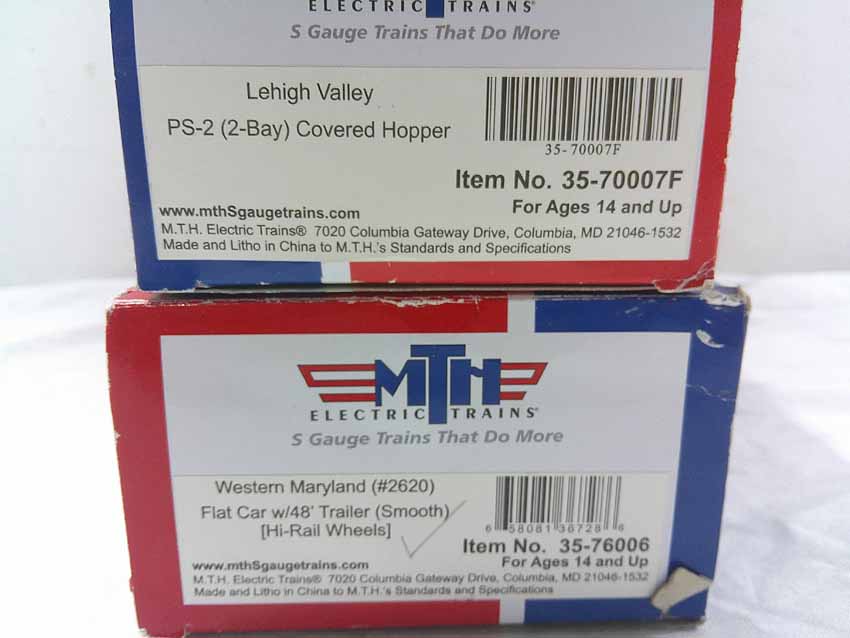 ELECTRIC TRAINS
S Gauge Trains That Do More
Lehigh Valley
PS-2 (2-Bay) Covered Hopper
35-70007F
Item No. 35-70007F
For Ages 14 and Up
www.mthSgaugetrains.com
M.T.H. Electric Trains® 7020 Columbia Gateway Drive, Columbia, MD 21046-1532
Made and Litho in China to M.T.H.'s Standards and Specifications
MTH
ELECTRIC TRAINS®
S Gauge Trains That Do More
Western Maryland (#2620)
Flat Car w/48' Trailer (Smooth)
[Hi-Rail Wheels]
6 58081 36728 6
Item No. 35-76006
For Ages 14 and Up
www.mthSgaugetrains.com
M.T.H. Electric Trains® 7020 Columbia Gateway Drive, Columbia, MD 21046-1532
Made and Litho in China to M.T.H.'s Standards and Specifications